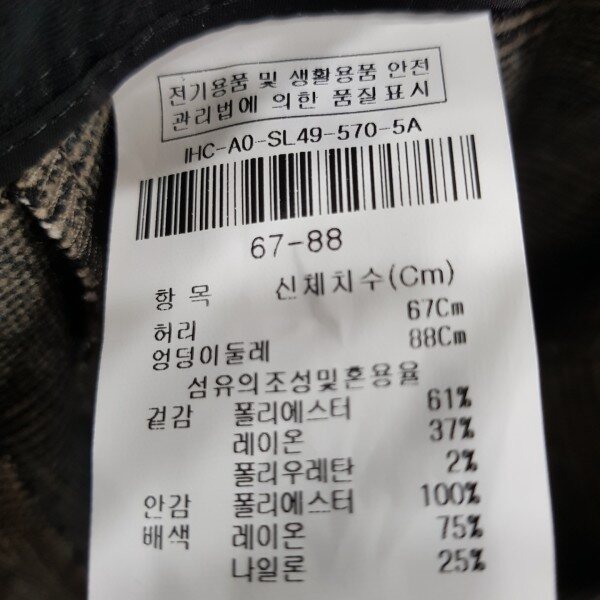 전기용품 및 생활용품 안전
관리법에 의한 품질표시
IHC-A0-SL49-570-5A
67-88
항 목 신체치수(Cm)
허리 67Cm
엉덩이둘레 88Cm
섬유의조성및혼용율
겉감 폴리에스터 61%
레이온 37%
폴리우레탄 2%
안감 폴리에스터 100%
배색 레이온 75%
나일론 25%